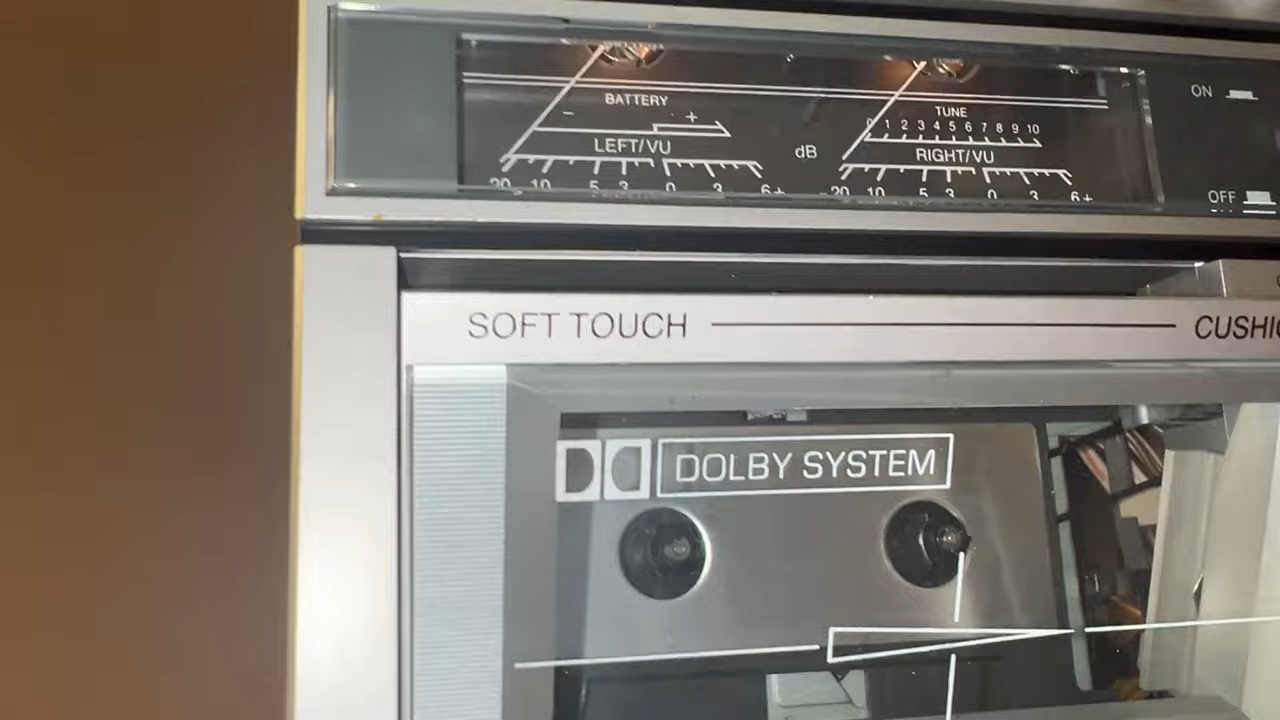 BATTERY
- +
LEFT/VU
20 10 5 3 0 3 6+
dB
TUNE
0 1 2 3 4 5 6 7 8 9 10
RIGHT/VU
-20 10 5 3 0 3 6+
ON
OFF
SOFT TOUCH
DOLBY SYSTEM